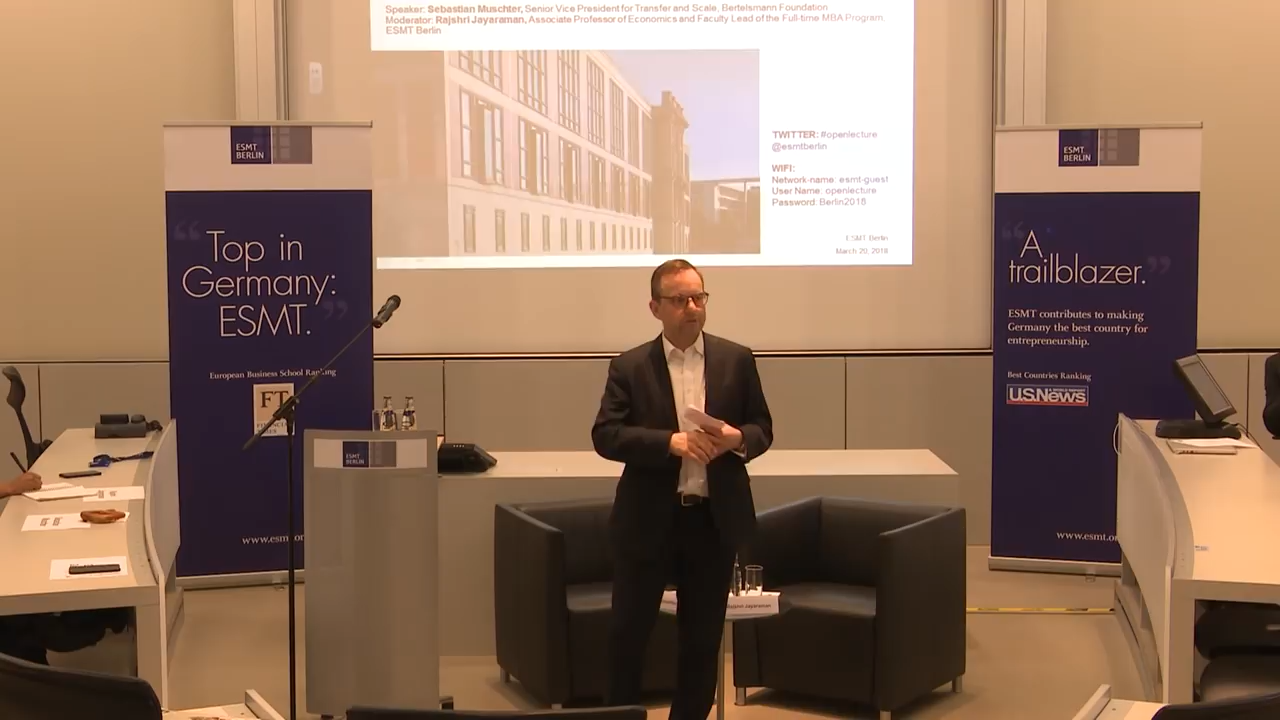 Speaker: Sebastian Muschter, Senior Vice President for Transfer and Scale, Bertelsmann Foundation
Moderator: Rajshri Jayaraman, Associate Professor of Economics and Faculty Lead of the Full-time MBA Program,
ESMT Berlin
TWITTER: #openlecture
@esmtberlin
WIFI:
Network-name: esmt-guest
User Name: openlecture
Password: Berlin2018
ESMT Berlin
March 20, 2018
ESMT
BERLIN
“Top in
Germany:
ESMT.”
European Business School Ranking
FT
www.esmt.or
ESMT
BERLIN
ESMT
BERLIN
“A
trailblazer.”
ESMT contributes to making
Germany the best country for
entrepreneurship.
Best Countries Ranking
U.S.News
www.esmt.or
Rajshri Jayaraman